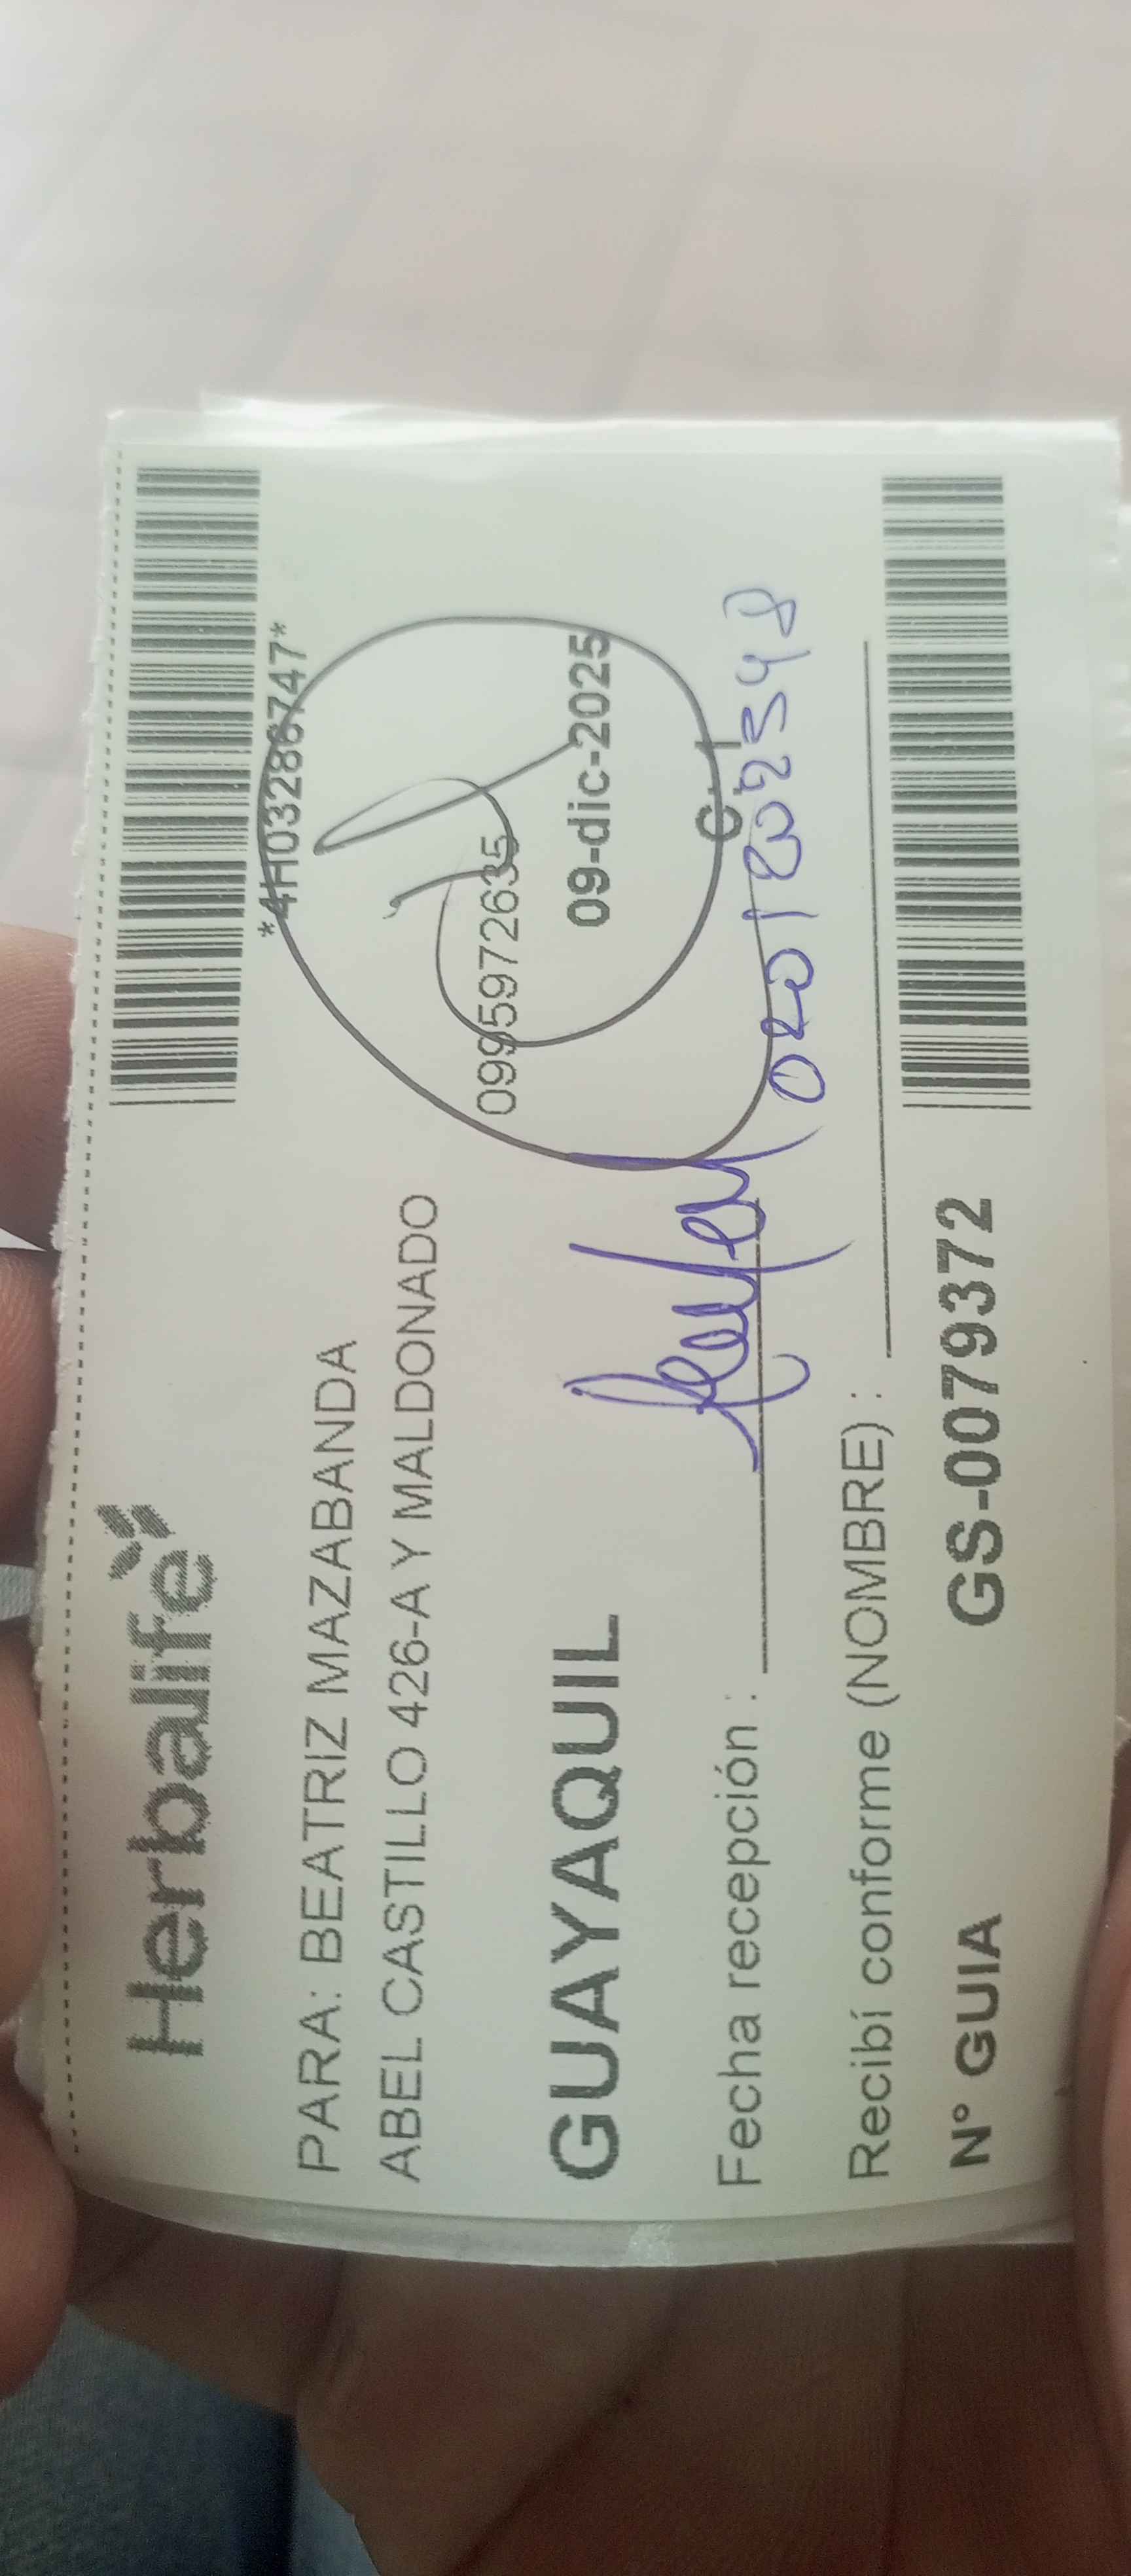 Herbalife
*4H03286747*
PARA: BEATRIZ MAZABANDA
ABEL CASTILLO 426-A Y MALDONADO
0995972635
GUAYAQUIL
09-dic-2025
Fecha recepción :
C.I
Recibí conforme (NOMBRE) :
N° GUIA GS-0079372